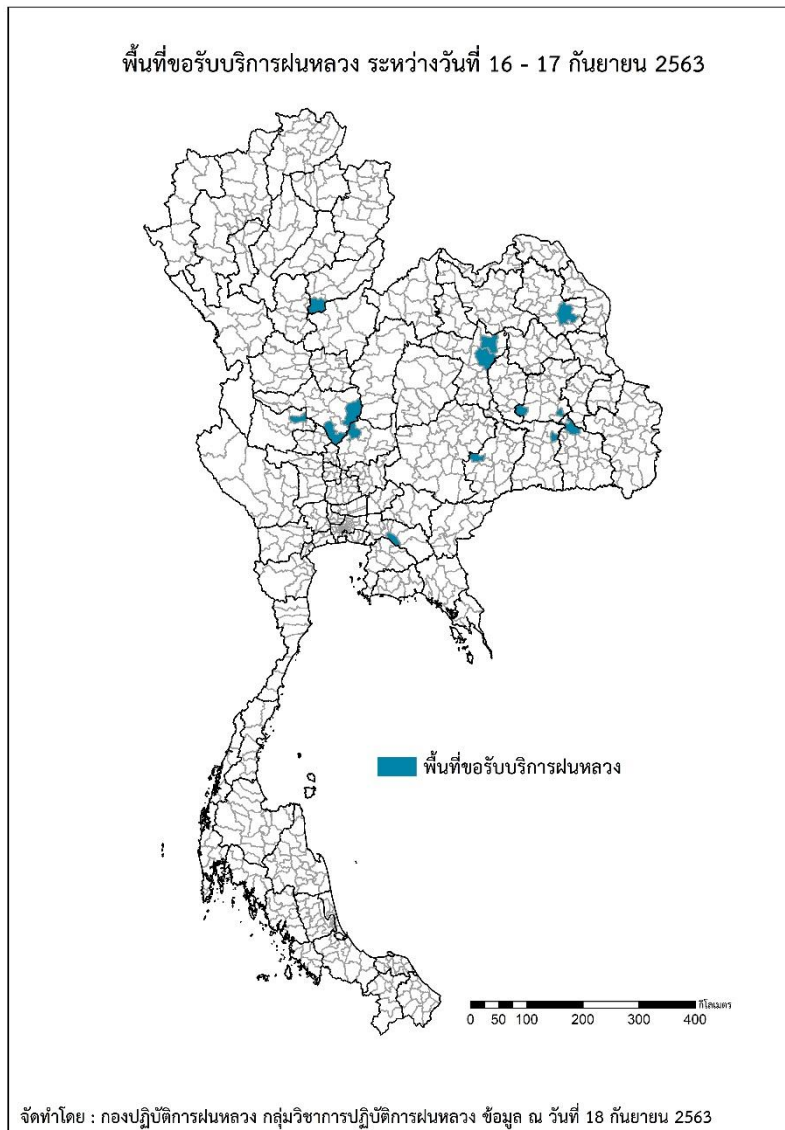 พื้นที่ขอรับบริการฝนหลวง ระหว่างวันที่ 16 - 17 กันยายน 2563
พื้นที่ขอรับบริการฝนหลวง
กิโลเมตร
0 50 100 200 300 400
จัดทำโดย : กองปฏิบัติการฝนหลวง กลุ่มวิชาการปฏิบัติการฝนหลวง ข้อมูล ณ วันที่ 18 กันยายน 2563